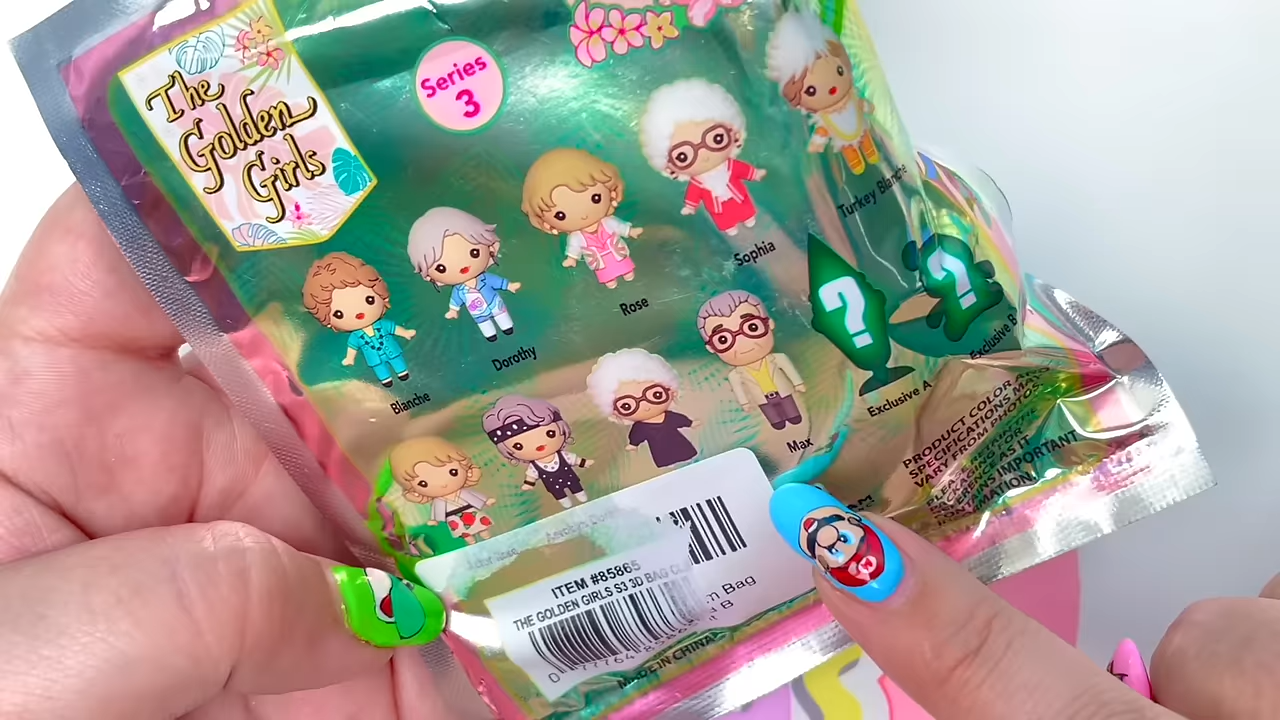 The
Golden
Girls
Series
3
Blanche
Dorothy
Rose
Sophia
Turkey Blanche
Max
?
?
Exclusive A
Exclusive B
PRODUCT COLOR AND
SPECIFICATIONS MAY
VARY FROM PHOTOS.
IMPORTANT
ITEM #85865
THE GOLDEN GIRLS S3 3D BAG
Bag
B
MADE IN CHINA